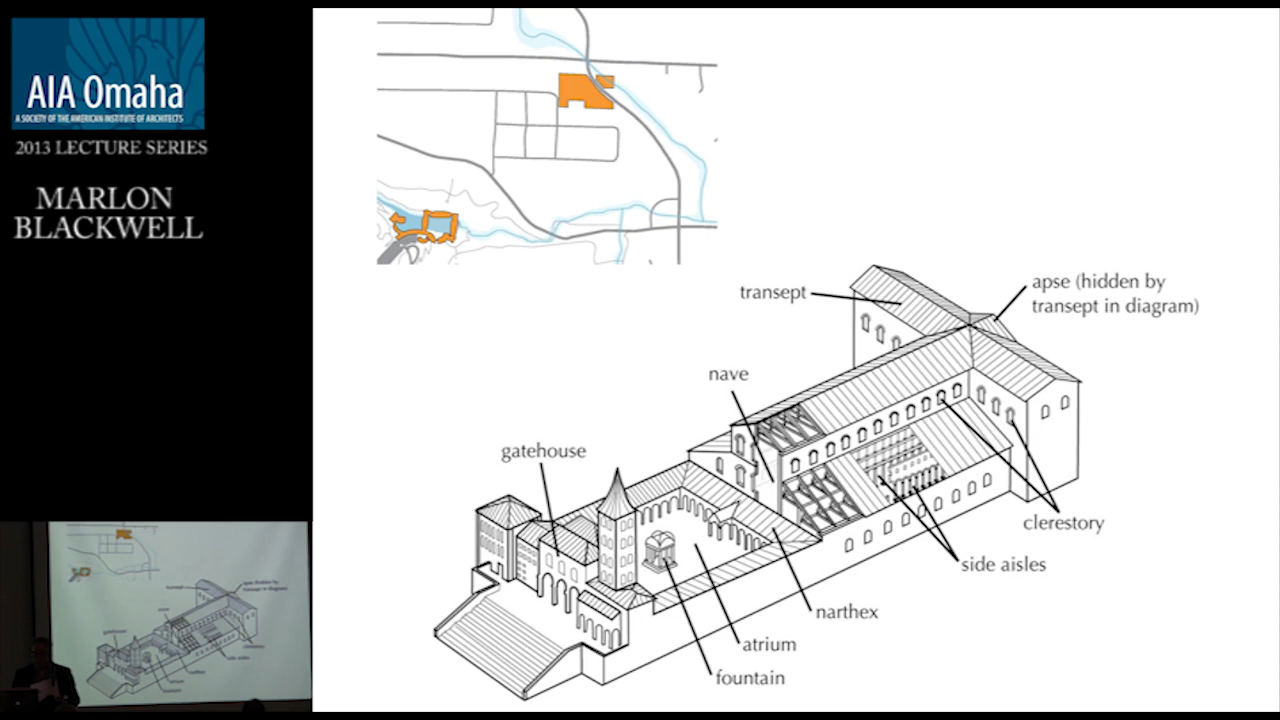 AIA Omaha
A SOCIETY OF THE AMERICAN INSTITUTE OF ARCHITECTS
2013 LECTURE SERIES
MARLON
BLACKWELL
transept
apse (hidden by
transept in diagram)
nave
gatehouse
clerestory
side aisles
narthex
atrium
fountain